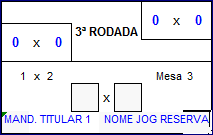 0 x 0
3ª RODADA
0 x 0
1 x 2
Mesa 3
x
MAND. TITULAR 1
NOME JOG RESERVA